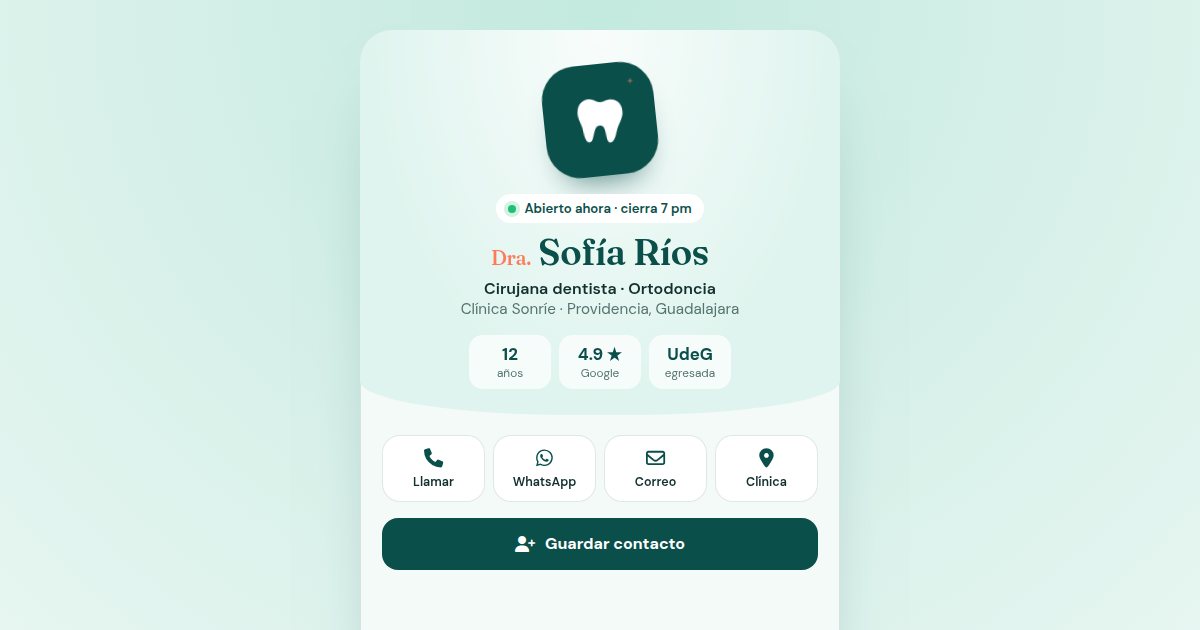 Abierto ahora · cierra 7 pm
Dra. Sofía Ríos
Cirujana dentista · Ortodoncia
Clínica Sonríe · Providencia, Guadalajara
12
años
4.9 ★
Google
UdeG
egresada
Llamar
WhatsApp
Correo
Clínica
Guardar contacto